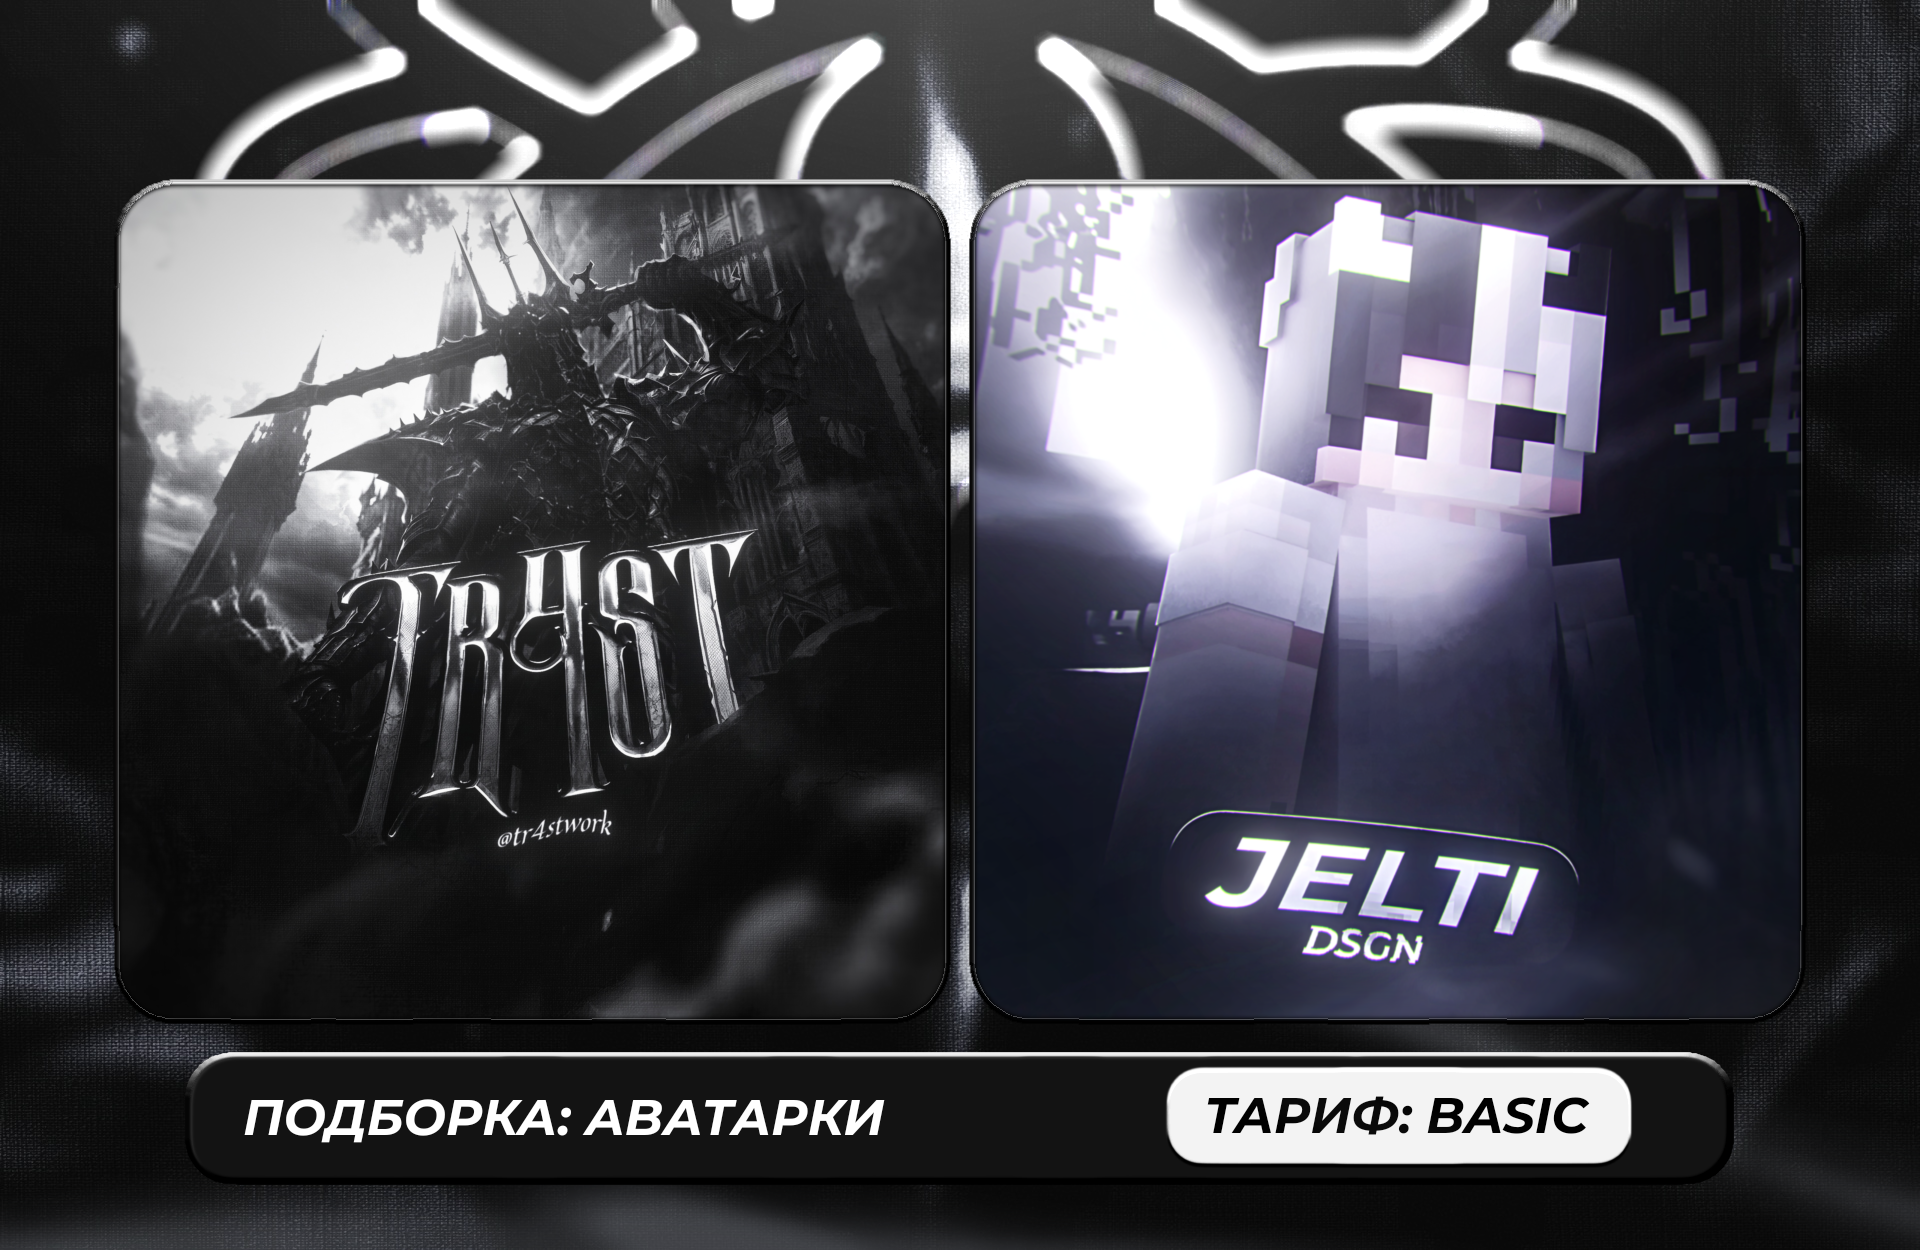 TR4ST
@tr4stwork
JELTI
DSGN
ПОДБОРКА: АВАТАРКИ
ТАРИФ: BASIC